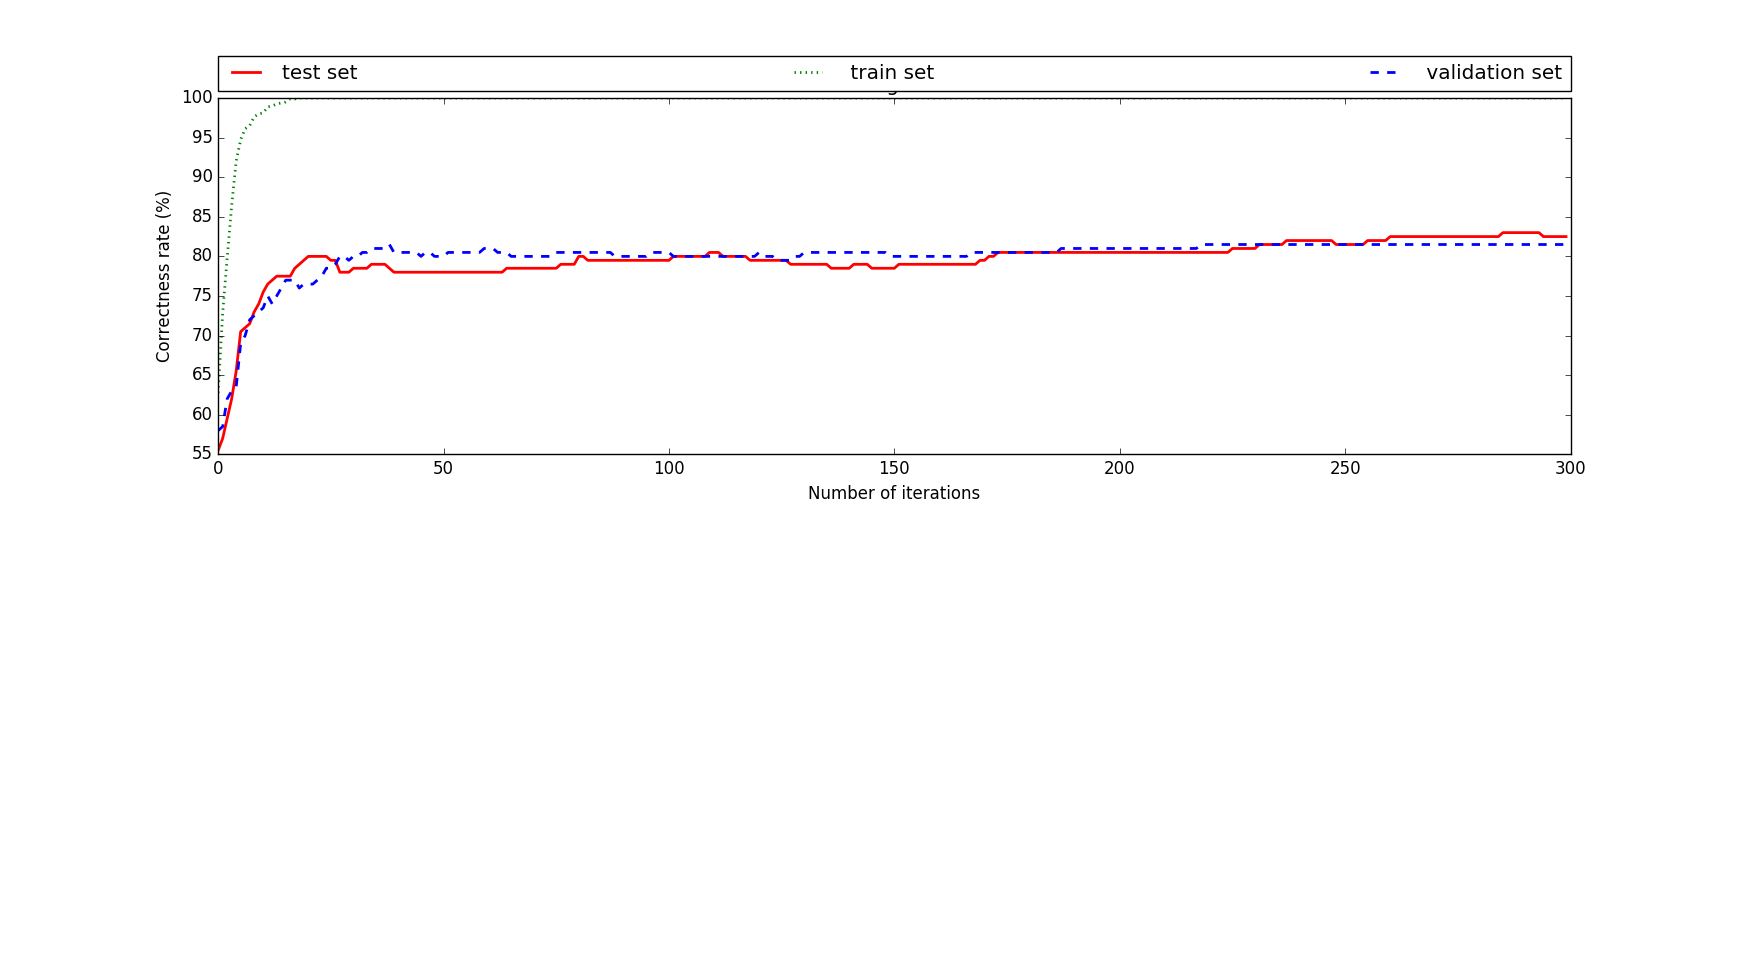 test set train set validation set
100
95
90
85
80
75
70
65
60
55
Correctness rate (%)
0 50 100 150 200 250 300
Number of iterations